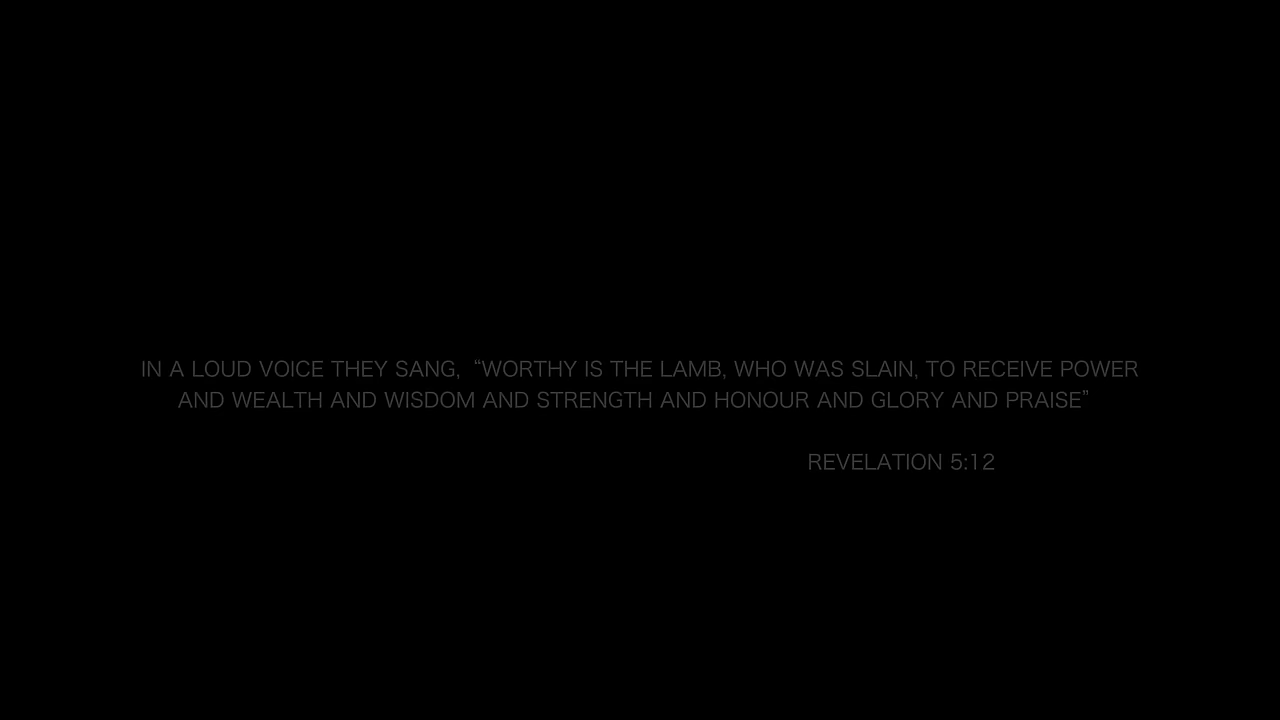 IN A LOUD VOICE THEY SANG, “WORTHY IS THE LAMB, WHO WAS SLAIN, TO RECEIVE POWER
AND WEALTH AND WISDOM AND STRENGTH AND HONOUR AND GLORY AND PRAISE”
REVELATION 5:12